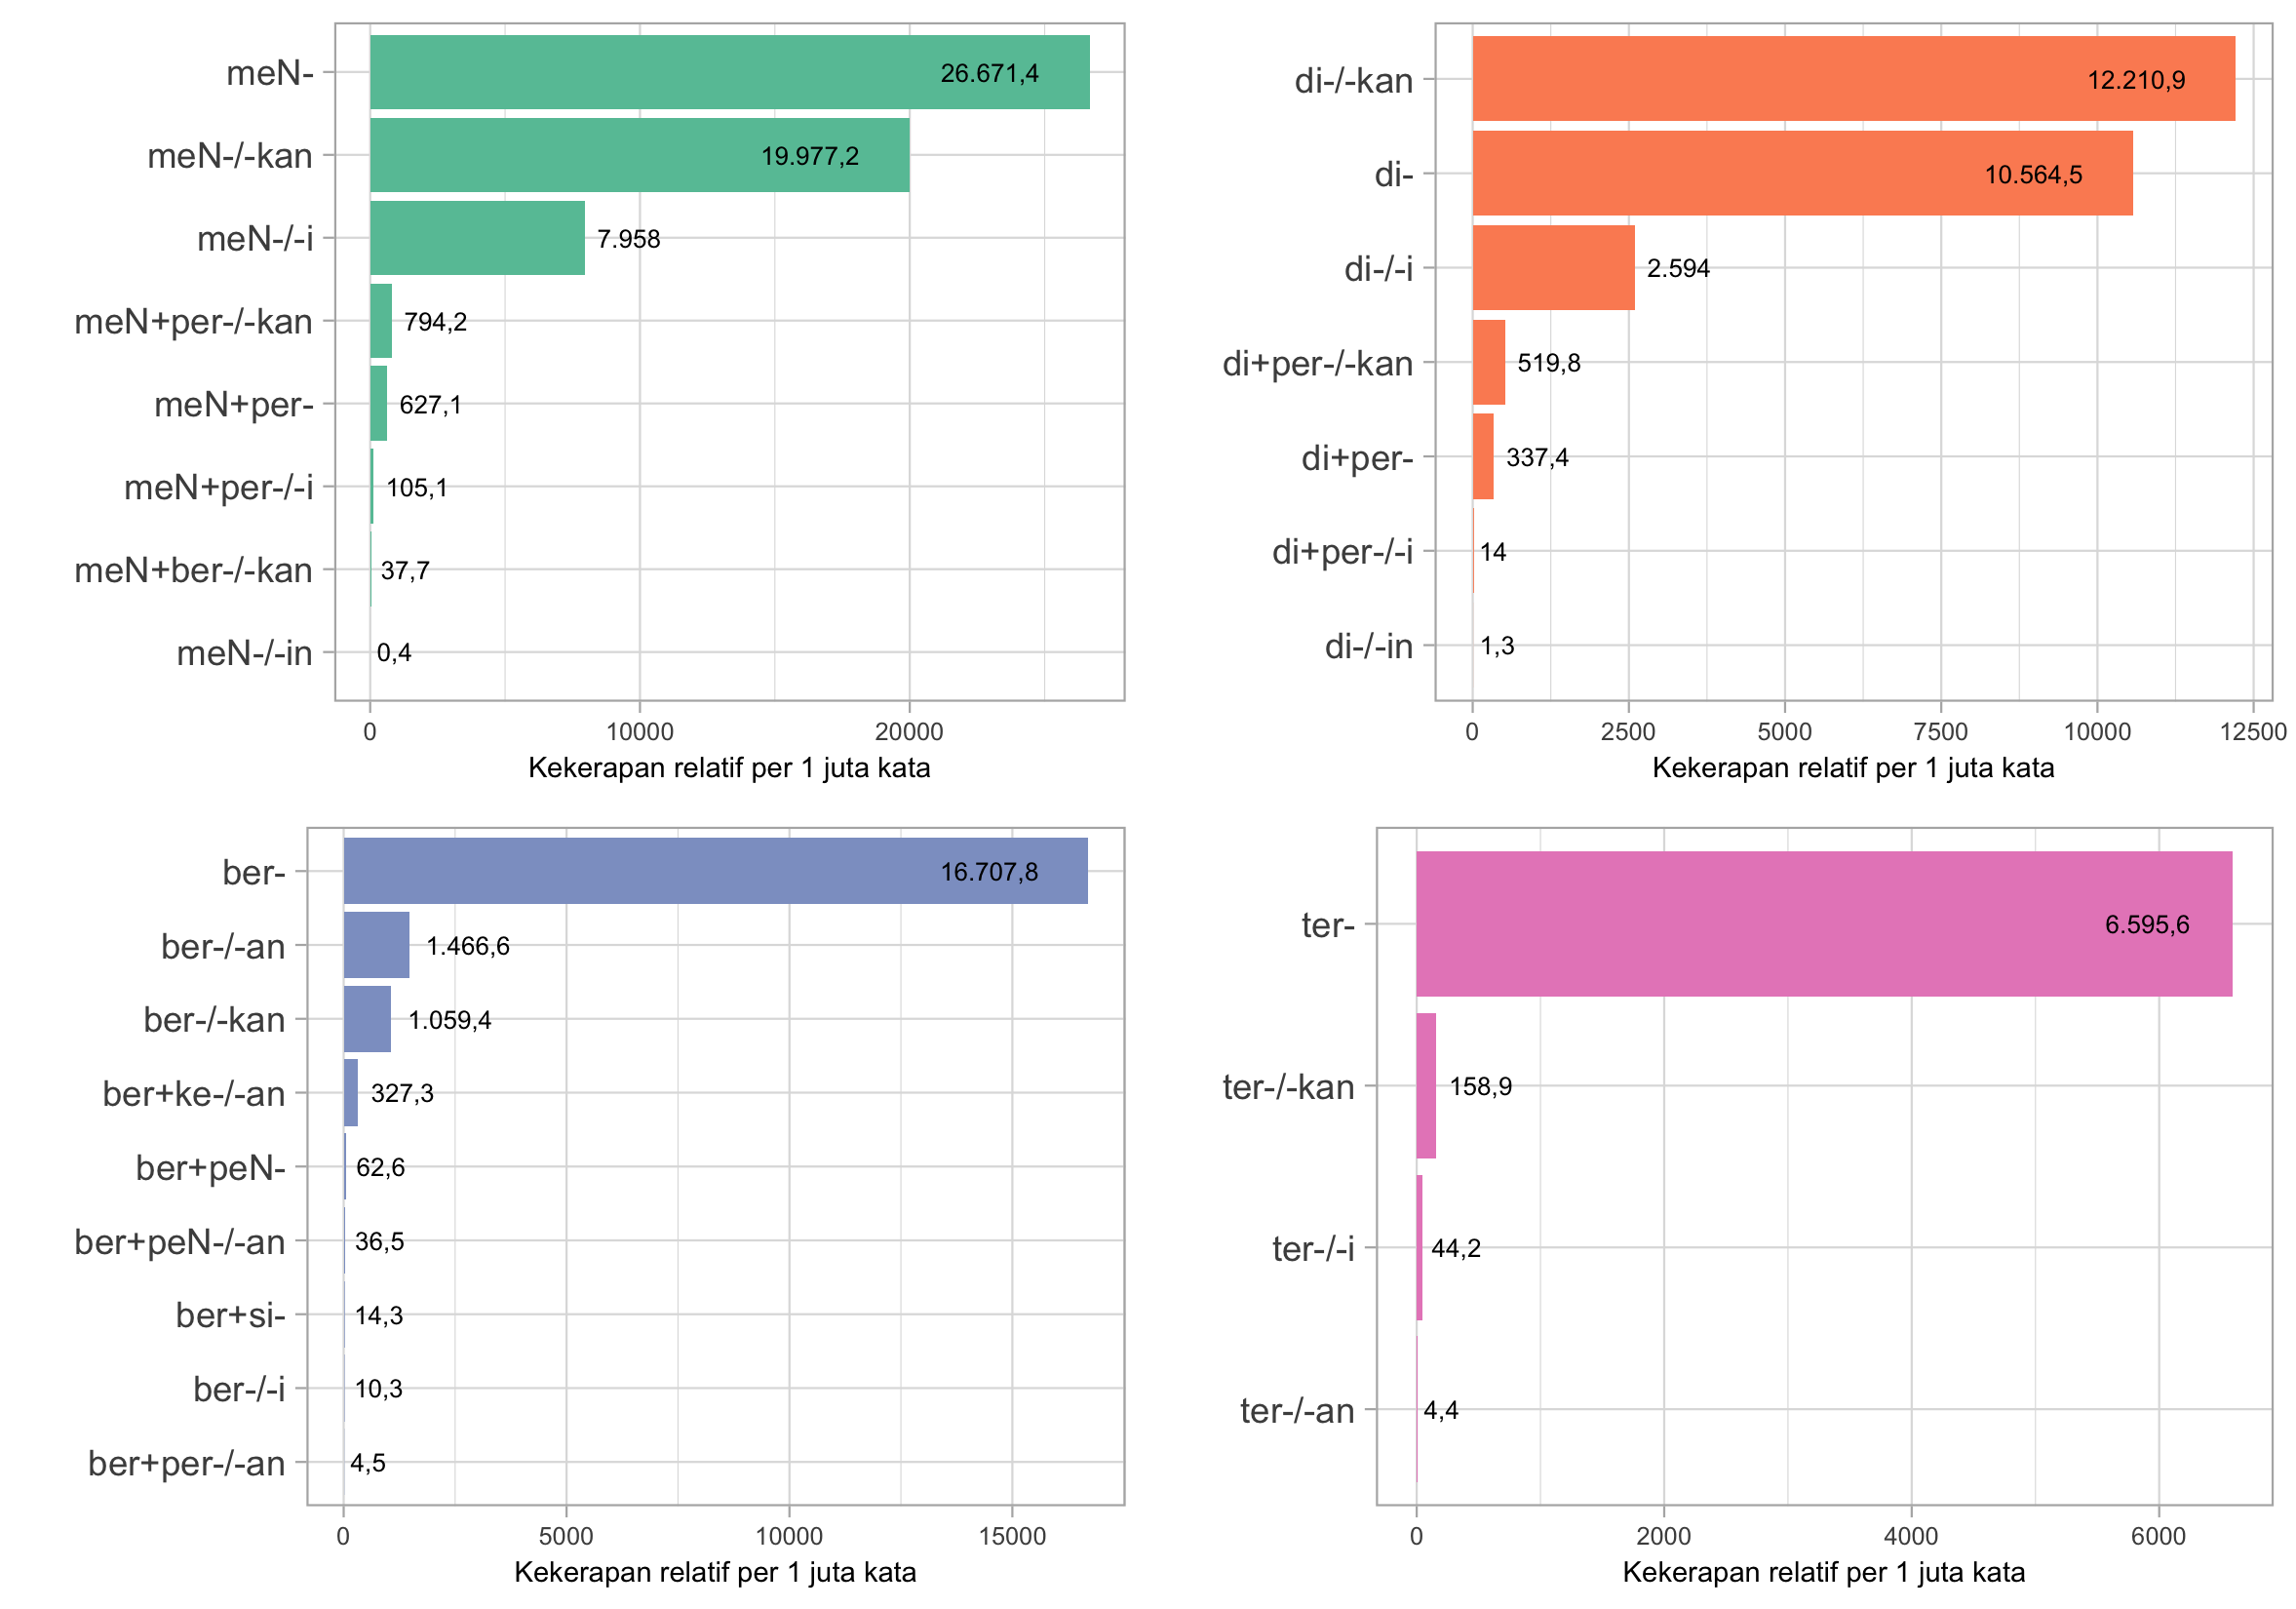 meN- 26.671,4
meN-/-kan 19.977,2
meN-/-i 7.958
meN+per-/-kan 794,2
meN+per- 627,1
meN+per-/-i 105,1
meN+ber-/-kan 37,7
meN-/-in 0,4
0 10000 20000
Kekerapan relatif per 1 juta kata
di-/-kan 12.210,9
di- 10.564,5
di-/-i 2.594
di+per-/-kan 519,8
di+per- 337,4
di+per-/-i 14
di-/-in 1,3
0 2500 5000 7500 10000 12500
Kekerapan relatif per 1 juta kata
ber- 16.707,8
ber-/-an 1.466,6
ber-/-kan 1.059,4
ber+ke-/-an 327,3
ber+peN- 62,6
ber+peN-/-an 36,5
ber+si- 14,3
ber-/-i 10,3
ber+per-/-an 4,5
0 5000 10000 15000
Kekerapan relatif per 1 juta kata
ter- 6.595,6
ter-/-kan 158,9
ter-/-i 44,2
ter-/-an 4,4
0 2000 4000 6000
Kekerapan relatif per 1 juta kata